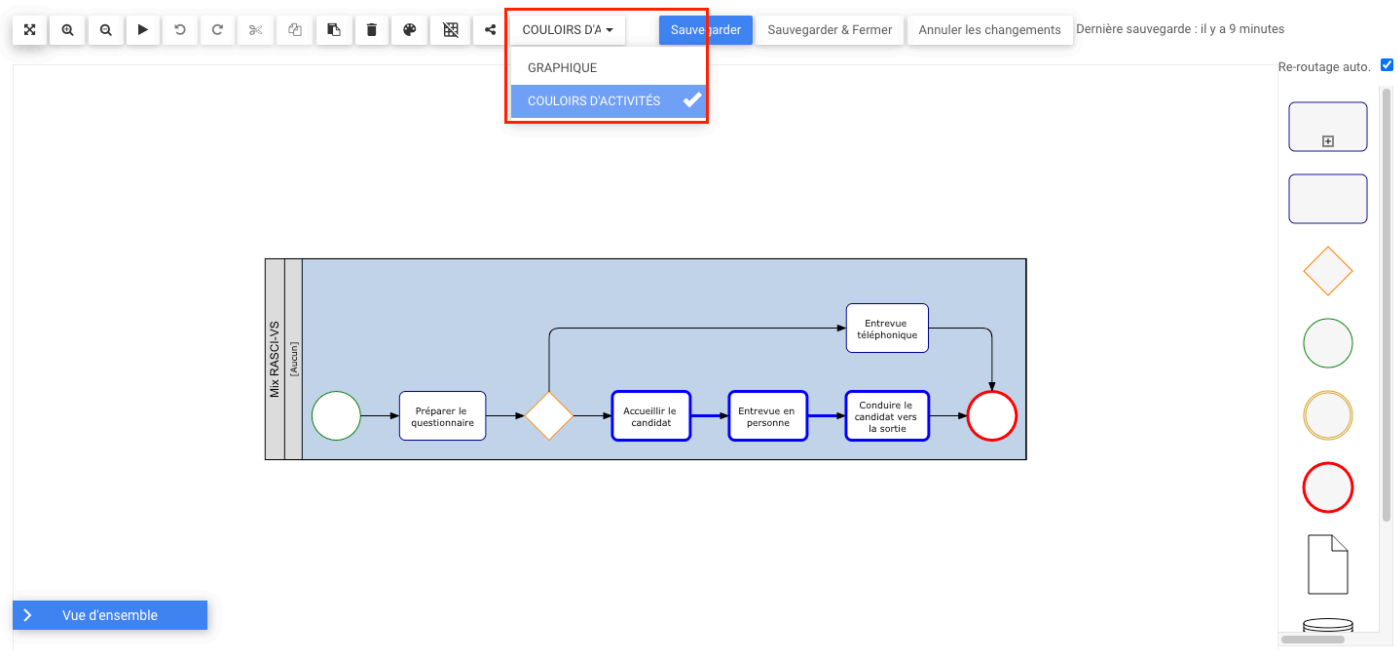 COULOIRS D'A
Sauvegarder
Sauvegarder & Fermer
Annuler les changements
Dernière sauvegarde : il y a 9 minutes
GRAPHIQUE
COULOIRS D'ACTIVITÉS
Re-routage auto.
Mix RASCI-VS
[Aucun]
Entrevue
téléphonique
Préparer le
questionnaire
Accueillir le
candidat
Entrevue en
personne
Conduire le
candidat vers
la sortie
Vue d'ensemble